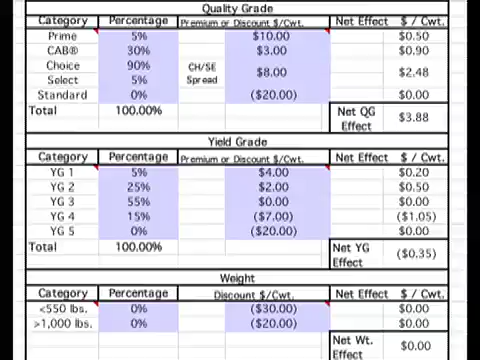 Quality Grade
Category Percentage Premium or Discount $/Cwt. Net Effect $ / Cwt.
Prime 5% $10.00 $0.50
CAB® 30% $3.00 $0.90
Choice 90% CH/SE Spread $8.00 $2.48
Select 5%
Standard 0% ($20.00) $0.00
Total 100.00% Net QG Effect $3.88
Yield Grade
Category Percentage Premium or Discount $/Cwt. Net Effect $ / Cwt.
YG 1 5% $4.00 $0.20
YG 2 25% $2.00 $0.50
YG 3 55% $0.00 $0.00
YG 4 15% ($7.00) ($1.05)
YG 5 0% ($20.00) $0.00
Total 100.00% Net YG Effect ($0.35)
Weight
Category Percentage Discount $/Cwt. Net Effect $ / Cwt.
<550 lbs. 0% ($30.00) $0.00
>1,000 lbs. 0% ($20.00) $0.00
Net Wt. Effect $0.00